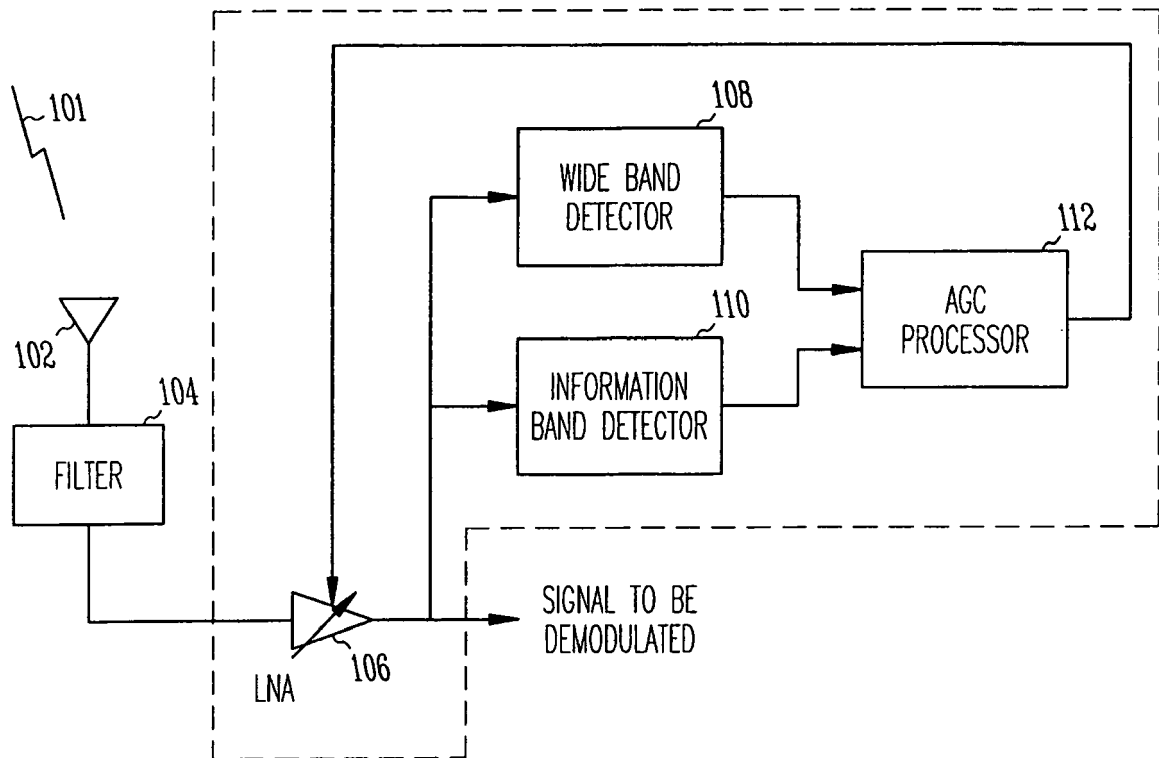 101
108
WIDE BAND
DETECTOR
112
AGC
PROCESSOR
102
110
INFORMATION
BAND DETECTOR
104
FILTER
106
LNA
SIGNAL TO BE
DEMODULATED